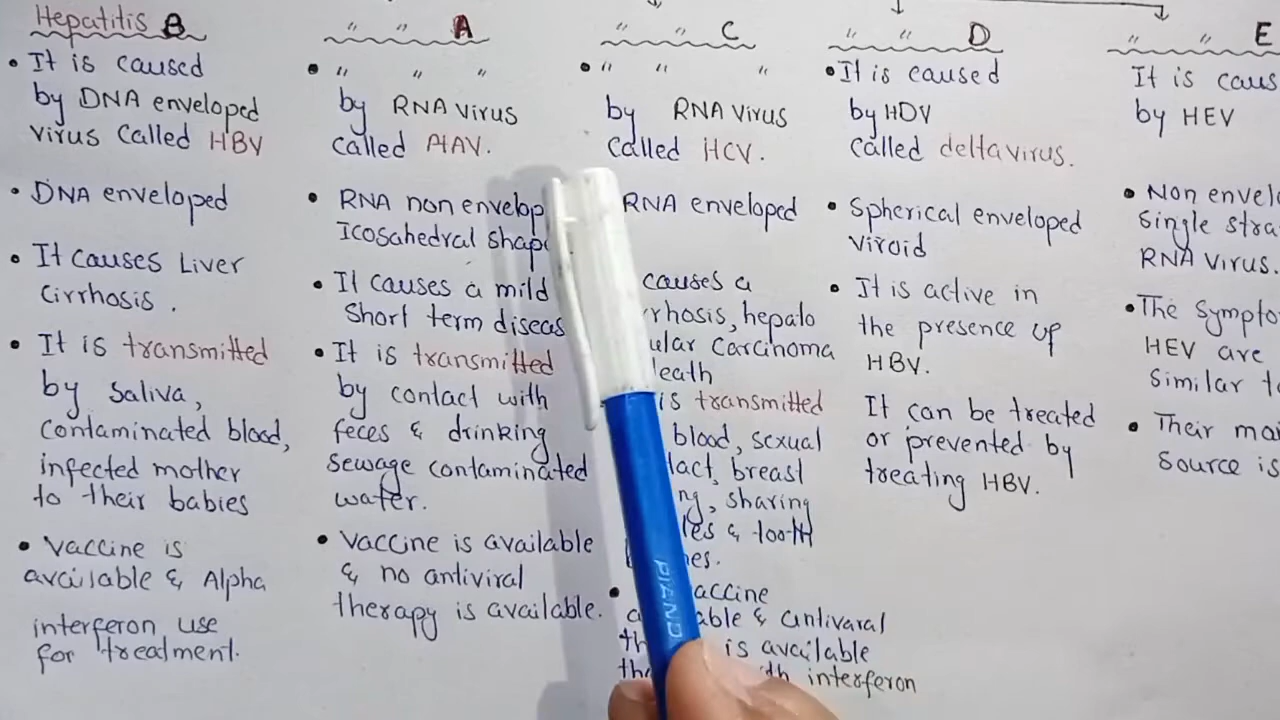 Hepatitis B
It is caused
by DNA enveloped
virus called HBV
DNA enveloped
It causes Liver
Cirrhosis.
It is transmitted
by saliva,
contaminated blood,
infected mother
to their babies
Vaccine is
available & Alpha
interferon use
for treatment.
" " A
" " "
by RNA virus
called HAV.
RNA non envelop
Icosahedral shap
It causes a mild
short term diseas
It is transmitted
by contact with
feces & drinking
sewage contaminated
water.
Vaccine is available
& no antiviral
therapy is available.
" " C
" " "
by RNA virus
called HCV.
RNA enveloped
causes a
rhosis, hepato
ular carcinoma
death
is transmitted
blood, sexual
tact, breast
ng, sharing
les & tooth
hes.
accine
able & antivaral
is available
th interferon
" " D
It is caused
by HDV
called deltavirus.
Spherical enveloped
viroid
It is active in
the presence of
HBV.
It can be treated
or prevented by
treating HBV.
" " E
It is caus
by HEV
Non envel
single stra
RNA virus.
The sympto
HEV are
similar t
Their mai
source is
PIANO